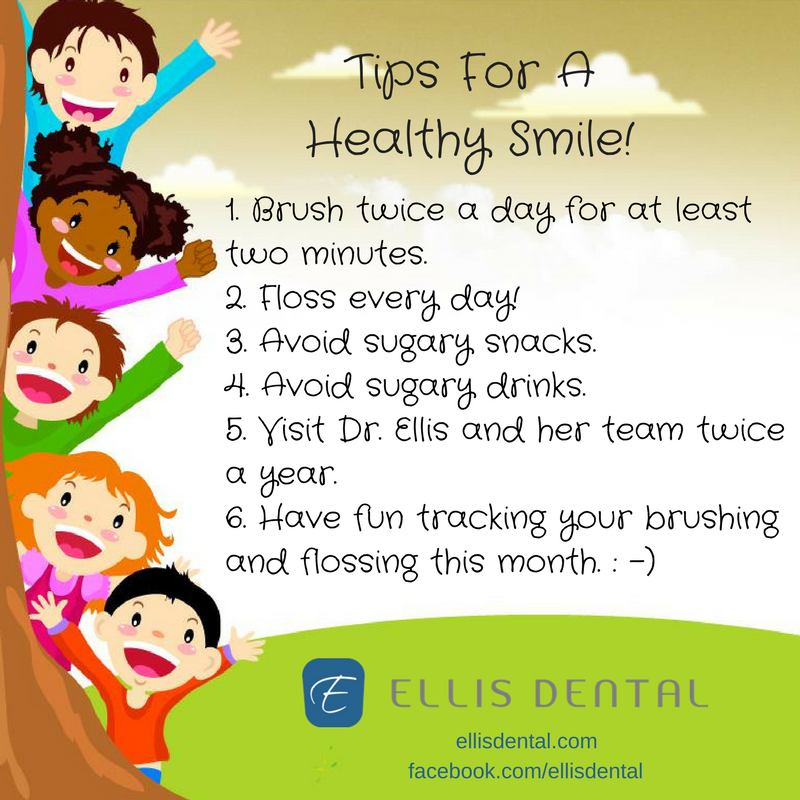 Tips For A
Healthy Smile!
1. Brush twice a day for at least
two minutes.
2. Floss every day!
3. Avoid sugary snacks.
4. Avoid sugary drinks.
5. Visit Dr. Ellis and her team twice
a year.
6. Have fun tracking your brushing
and flossing this month. : -)
E ELLIS DENTAL
ellisdental.com
facebook.com/ellisdental